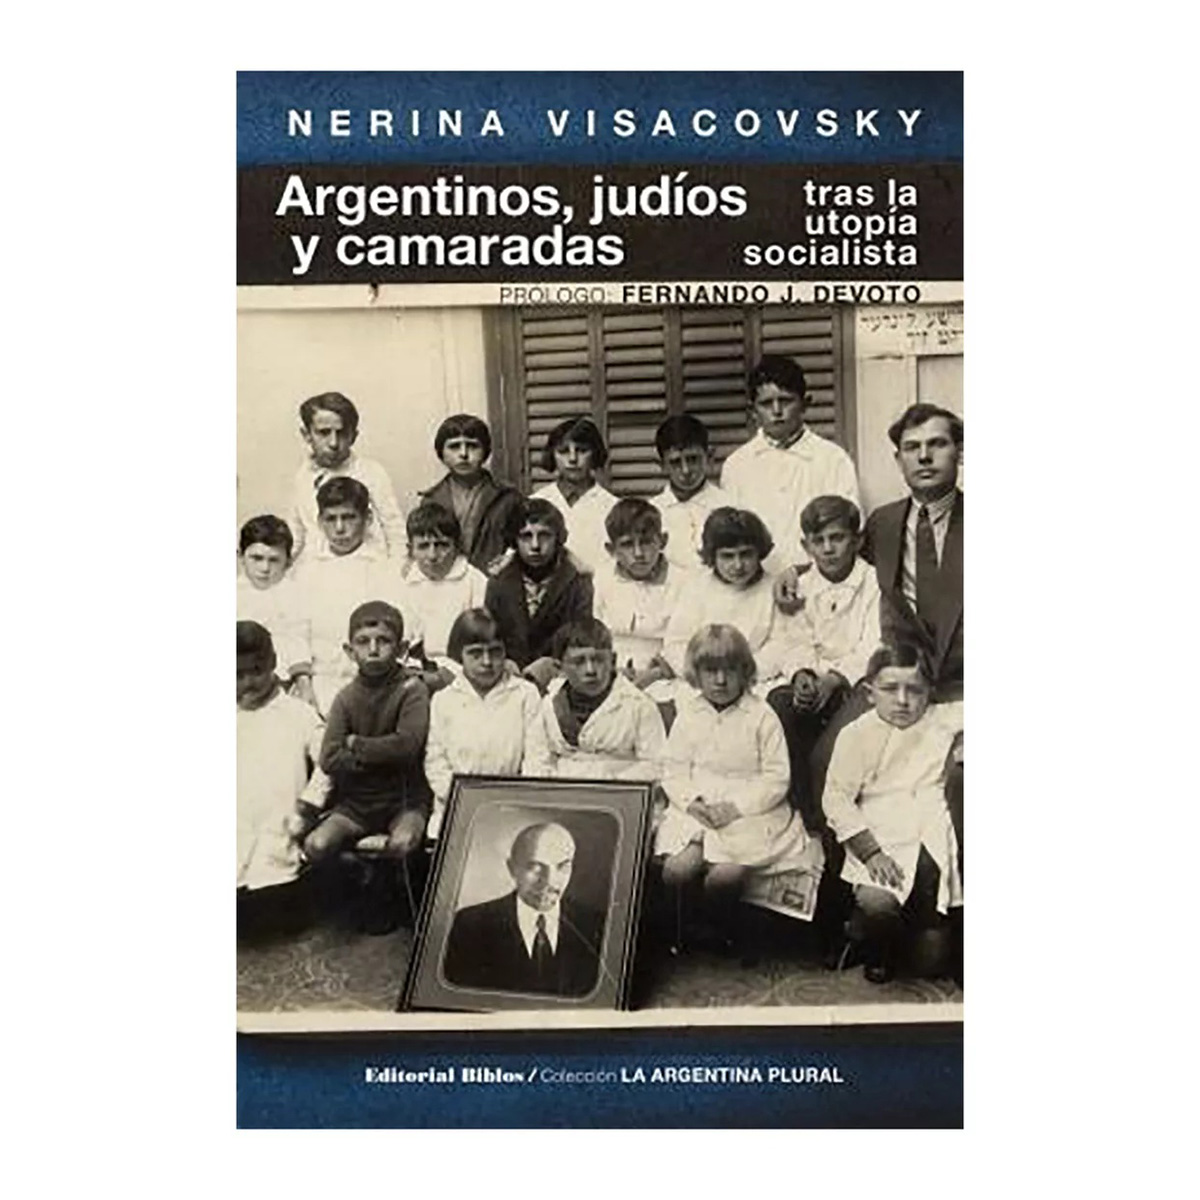 NERINA VISACOVSKY
Argentinos, judíos
y camaradas
tras la
utopía
socialista
PRÓLOGO: FERNANDO J. DEVOTO
Editorial Biblos / Colección LA ARGENTINA PLURAL